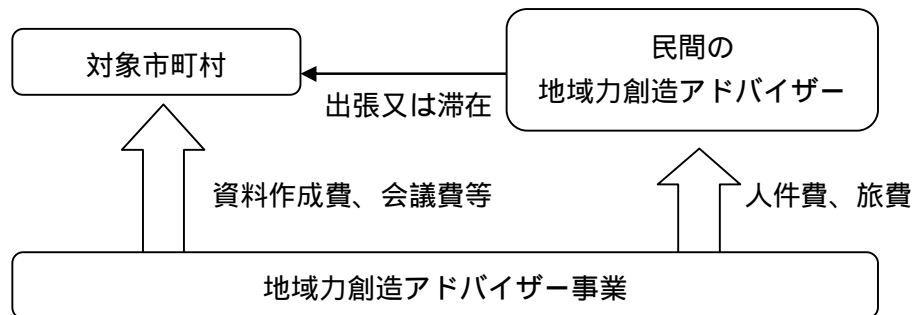 対象市町村
民間の
地域力創造アドバイザー
出張又は滞在
資料作成費、会議費等
人件費、旅費
地域力創造アドバイザー事業